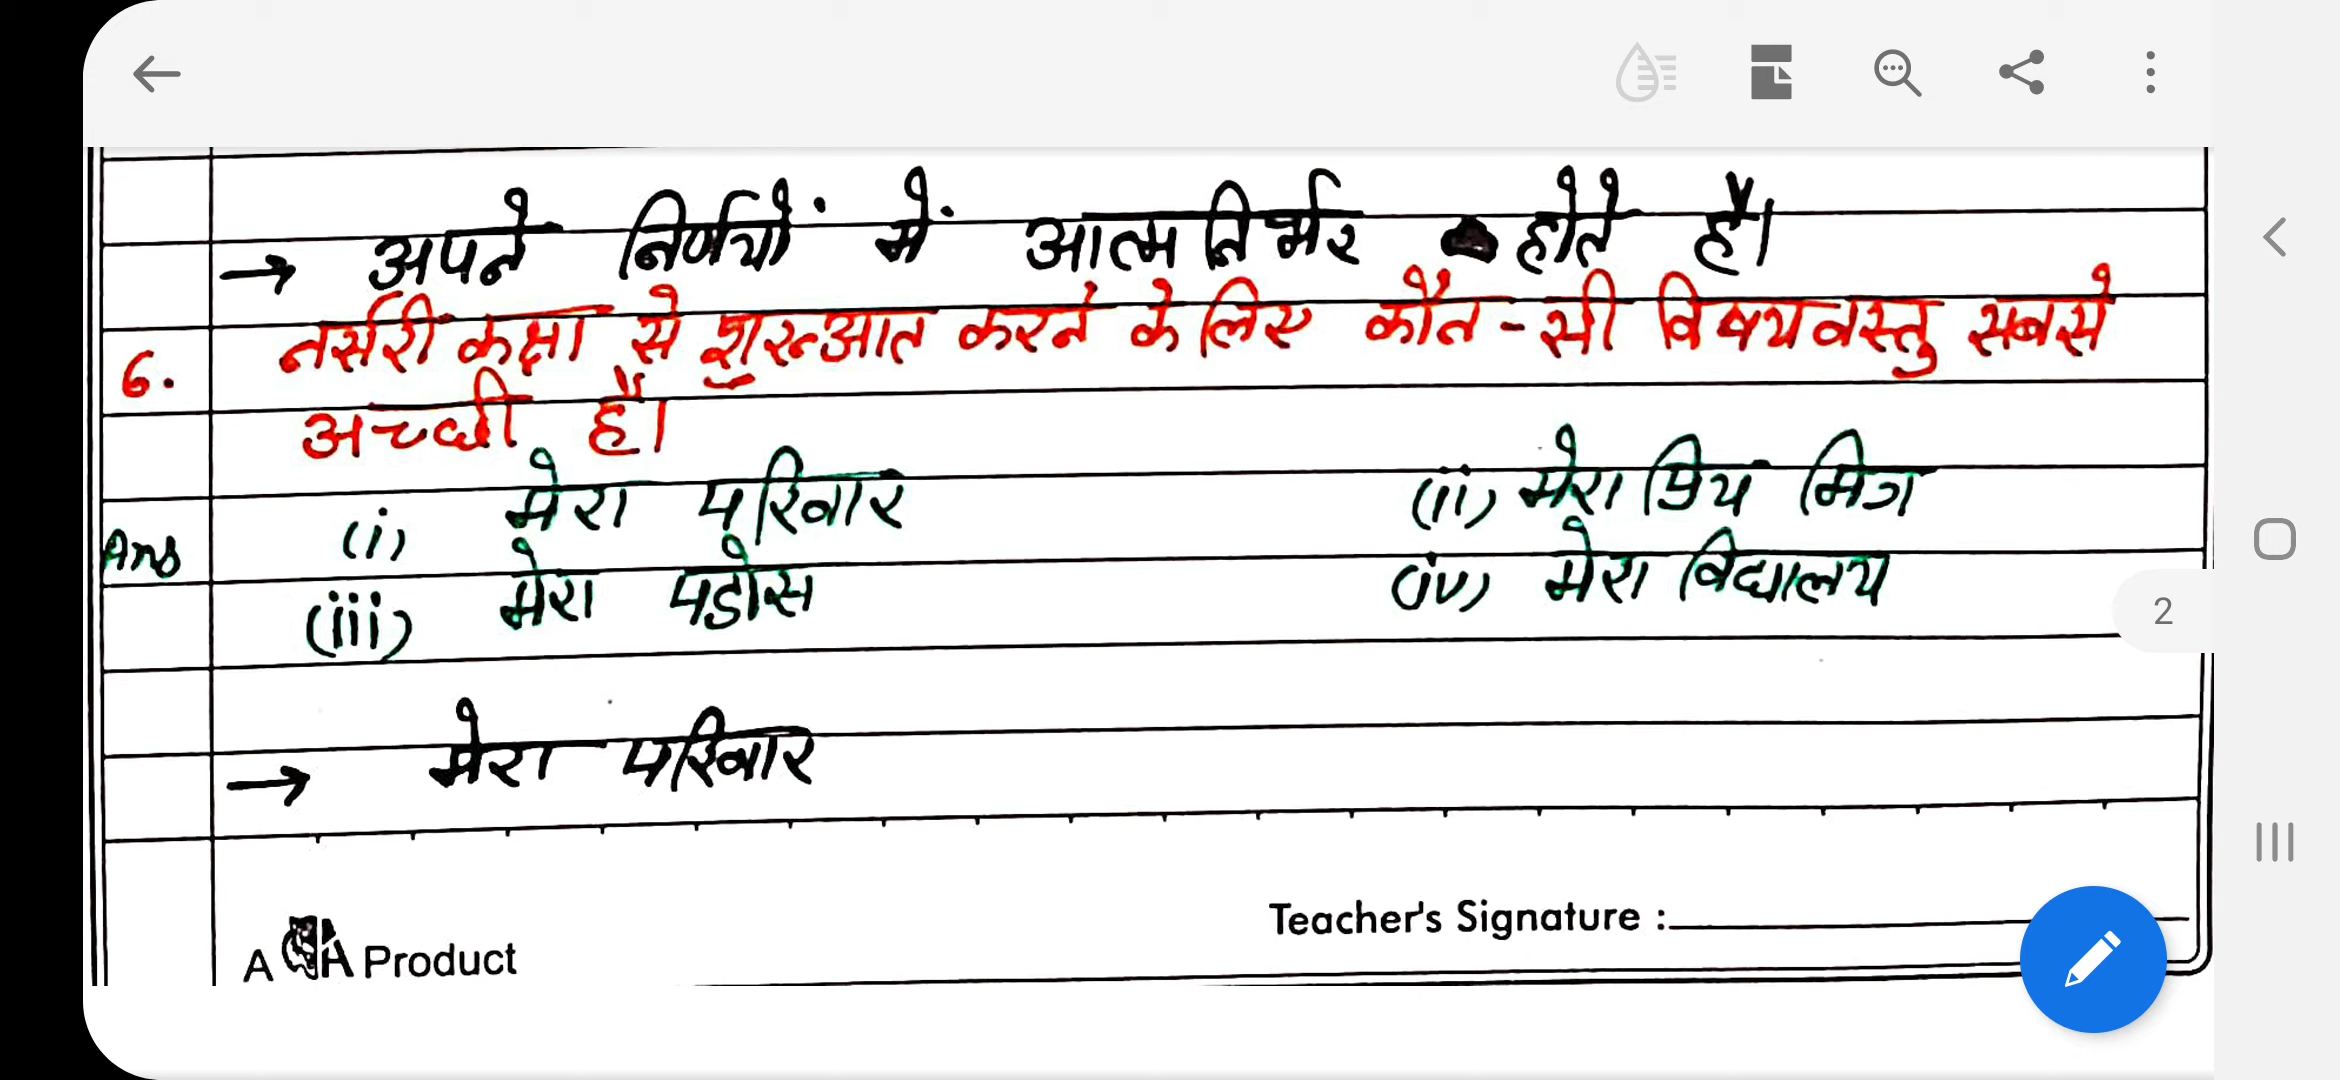 → अपने निर्णयों में आत्मनिर्भर होते हैं।
6. नर्सरी कक्षा से शुरुआत करने के लिए कौन-सी विषयवस्तु सबसे
अच्छी है।
Ans (i) मेरा परिवार (ii) मेरा प्रिय मित्र
(iii) मेरा पडोस (iv) मेरा विद्यालय
2
→ मेरा परिवार
Teacher's Signature :
A Product